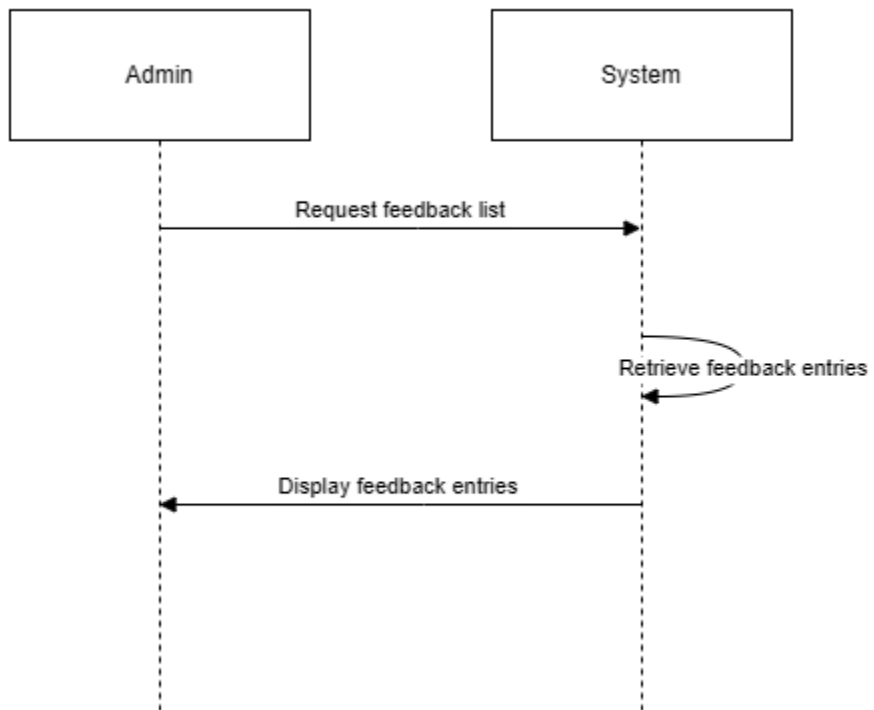 Admin
System
Request feedback list
Retrieve feedback entries
Display feedback entries